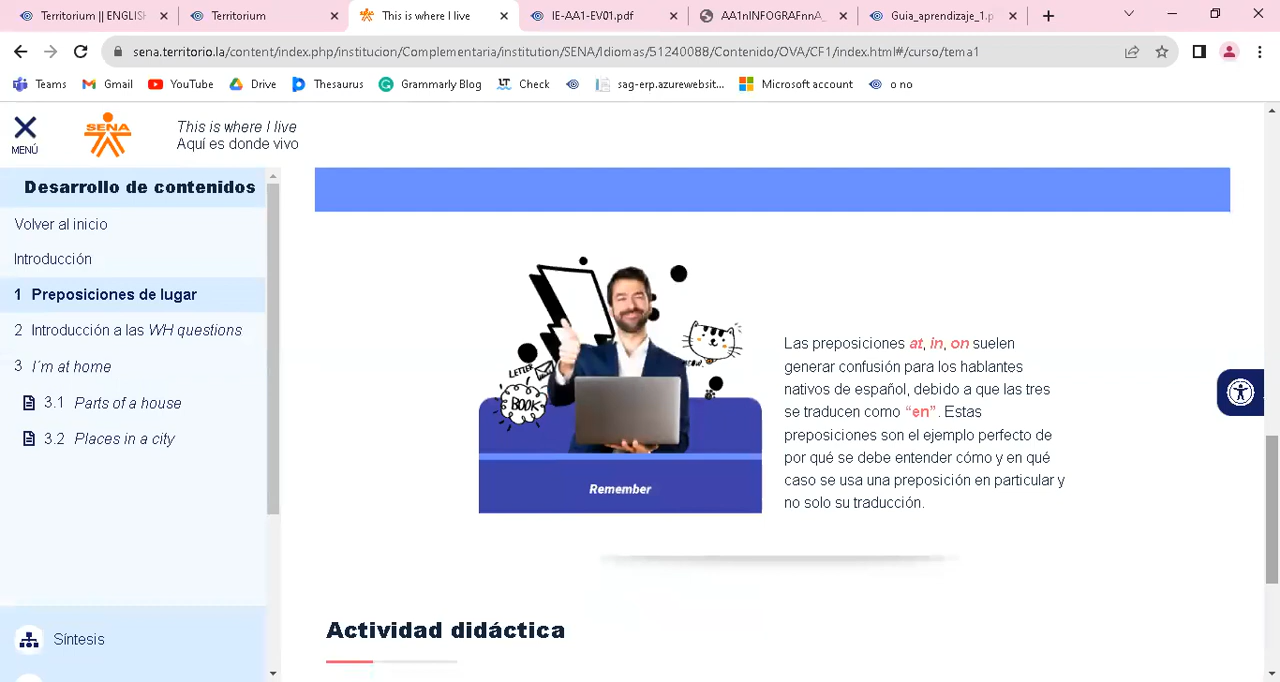 Territorium || ENGLISH
Territorium
This is where I live
IE-AA1-EV01.pdf
AA1nINFOGRAFnnA_
Guia_aprendizaje_1.p
sena.territorio.la/content/index.php/institucion/Complementaria/institution/SENA/Idiomas/51240088/Contenido/OVA/CF1/index.html#/curso/tema1
Teams
Gmail
YouTube
Drive
Thesaurus
Grammarly Blog
Check
sag-erp.azurewebsit...
Microsoft account
o no
MENÚ
SENA
This is where I live
Aquí es donde vivo
Desarrollo de contenidos
Volver al inicio
Introducción
1 Preposiciones de lugar
2 Introducción a las WH questions
3 I´m at home
3.1 Parts of a house
3.2 Places in a city
Síntesis
LETTER
BOOK
MEOW.
Remember
Las preposiciones at, in, on suelen
generar confusión para los hablantes
nativos de español, debido a que las tres
se traducen como “en”. Estas
preposiciones son el ejemplo perfecto de
por qué se debe entender cómo y en qué
caso se usa una preposición en particular y
no solo su traducción.
Actividad didáctica